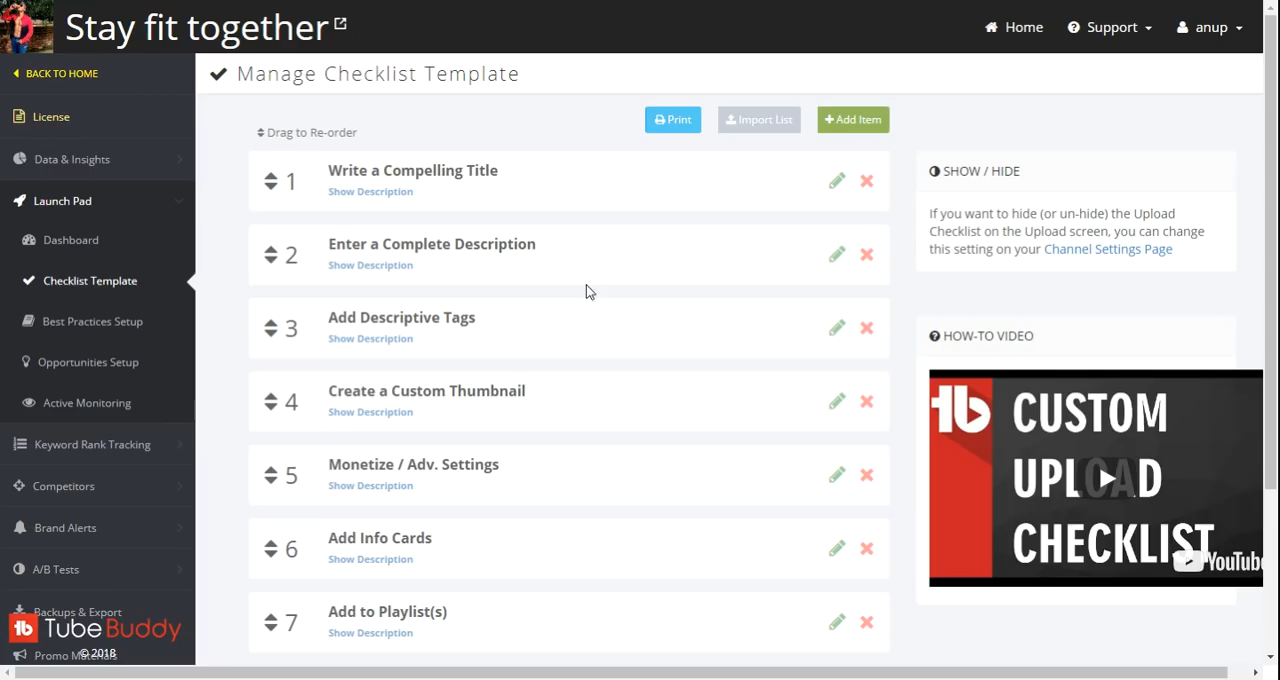 Stay fit together
Home
Support
anup
BACK TO HOME
License
Data & Insights
Launch Pad
Dashboard
Checklist Template
Best Practices Setup
Opportunities Setup
Active Monitoring
Keyword Rank Tracking
Competitors
Brand Alerts
A/B Tests
Backups & Export
TubeBuddy
Promo Materials
© 2018
Manage Checklist Template
Drag to Re-order
Print
Import List
Add Item
1
Write a Compelling Title
Show Description
2
Enter a Complete Description
Show Description
3
Add Descriptive Tags
Show Description
4
Create a Custom Thumbnail
Show Description
5
Monetize / Adv. Settings
Show Description
6
Add Info Cards
Show Description
7
Add to Playlist(s)
Show Description
SHOW / HIDE
If you want to hide (or un-hide) the Upload
Checklist on the Upload screen, you can change
this setting on your Channel Settings Page
HOW-TO VIDEO
tb
CUSTOM
UPLOAD
CHECKLIST
YouTube